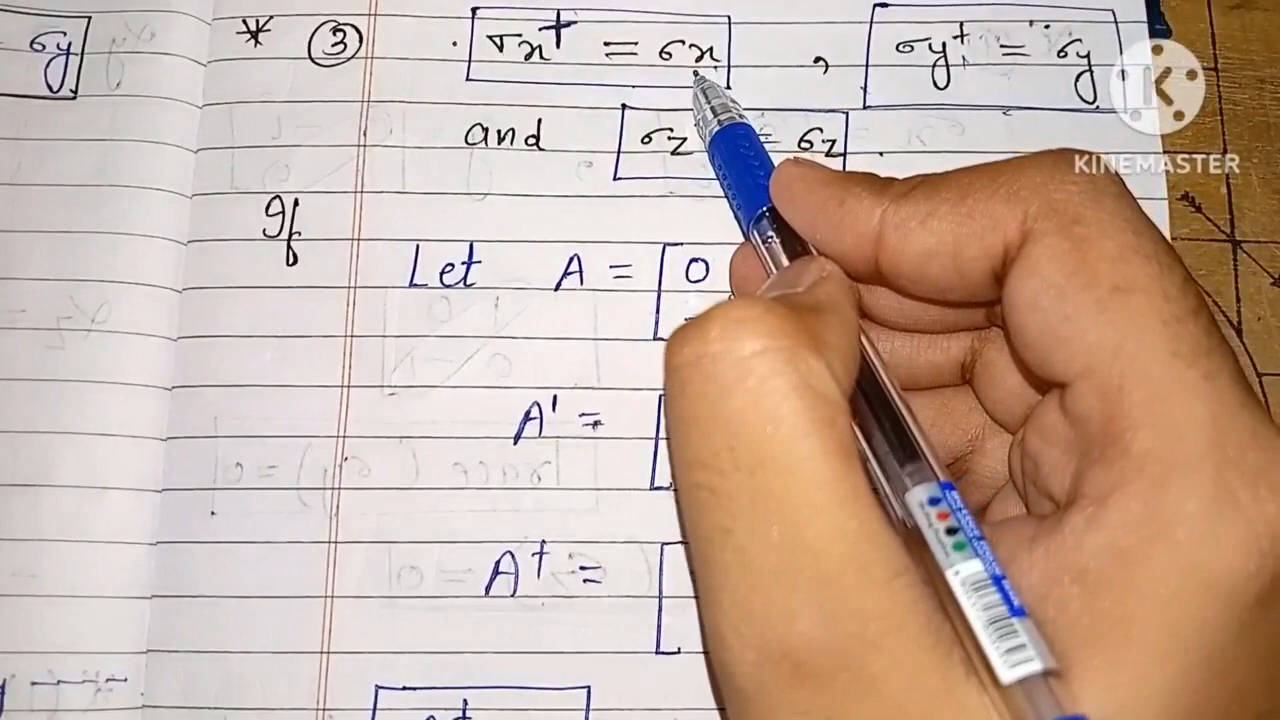 σy
* ③ σx† = σx , σy† = σy
and σz = σz .
If
Let A = [ 0
A' = [
A† = [
K
KINEMASTER